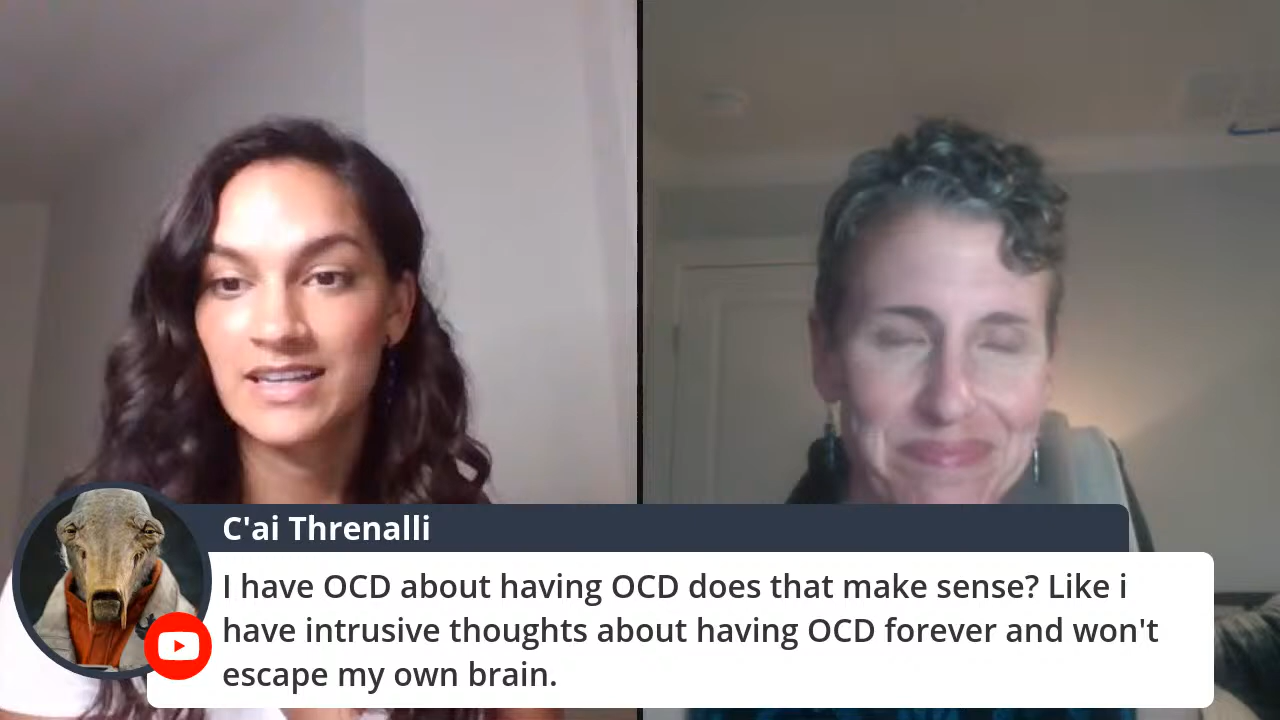 C'ai Threnalli
I have OCD about having OCD does that make sense? Like i
have intrusive thoughts about having OCD forever and won't
escape my own brain.